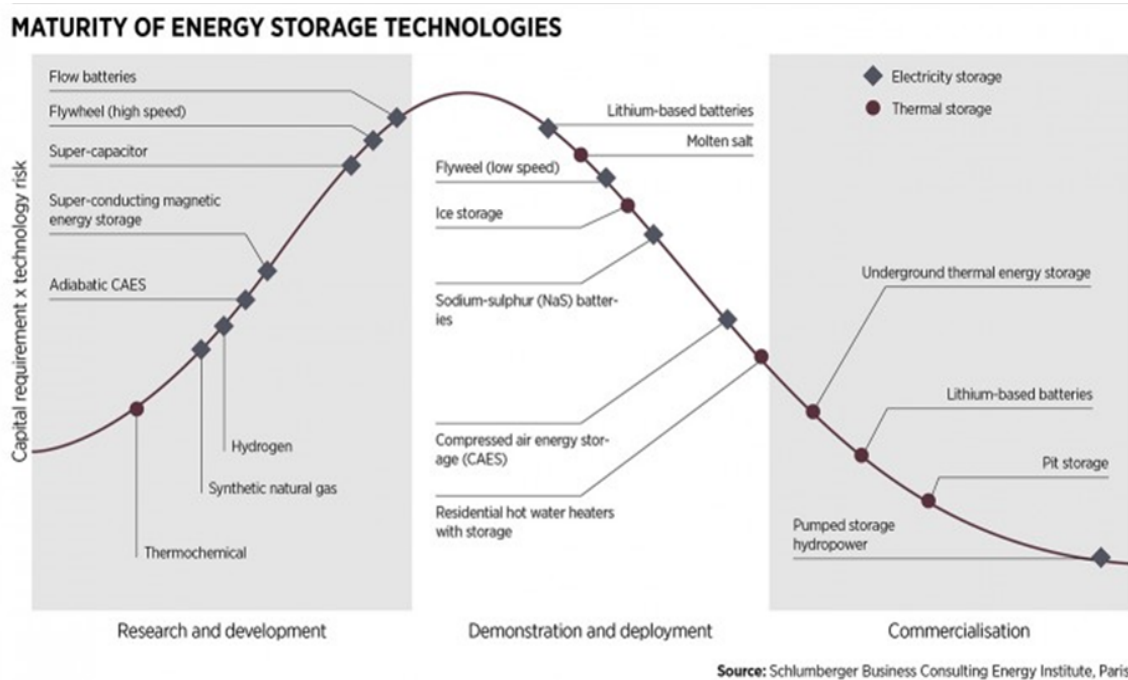 MATURITY OF ENERGY STORAGE TECHNOLOGIES
Capital requirement x technology risk
Flow batteries
Flywheel (high speed)
Super-capacitor
Super-conducting magnetic
energy storage
Adiabatic CAES
Hydrogen
Synthetic natural gas
Thermochemical
Lithium-based batteries
Molten salt
Flyweel (low speed)
Ice storage
Sodium-sulphur (NaS) batter-
ies
Compressed air energy stor-
age (CAES)
Residential hot water heaters
with storage
Electricity storage
Thermal storage
Underground thermal energy storage
Lithium-based batteries
Pit storage
Pumped storage
hydropower
Research and development
Demonstration and deployment
Commercialisation
Source: Schlumberger Business Consulting Energy Institute, Paris